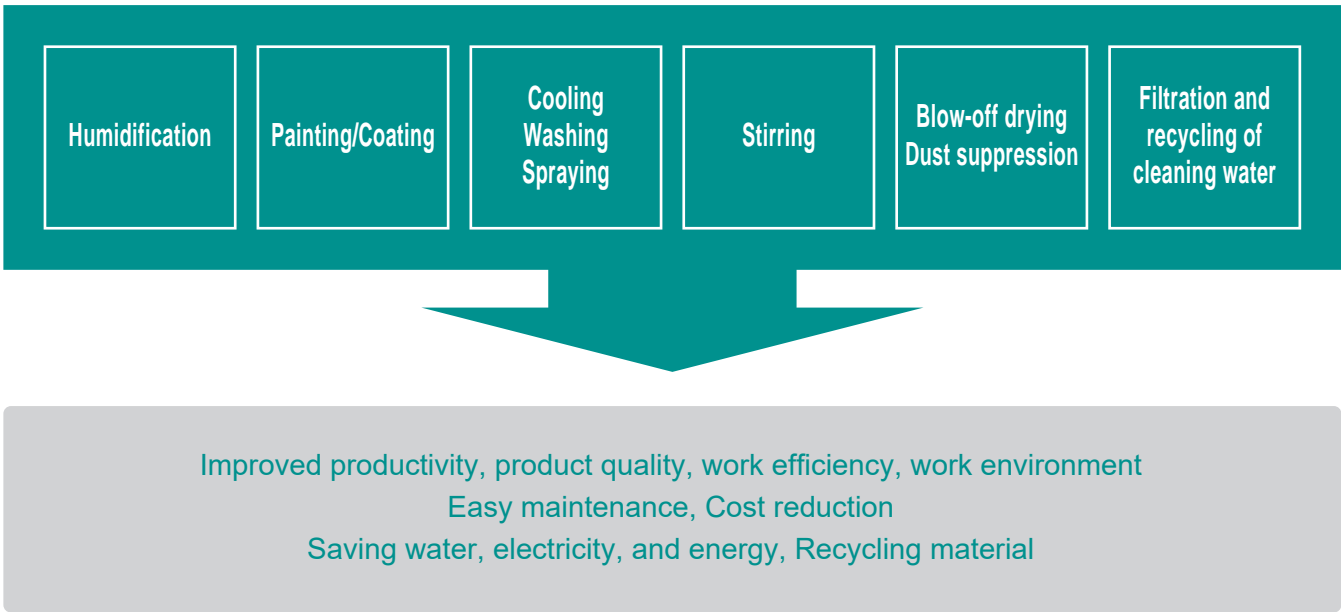 Humidification
Painting/Coating
Cooling
Washing
Spraying
Stirring
Blow-off drying
Dust suppression
Filtration and
recycling of
cleaning water
Improved productivity, product quality, work efficiency, work environment
Easy maintenance, Cost reduction
Saving water, electricity, and energy, Recycling material